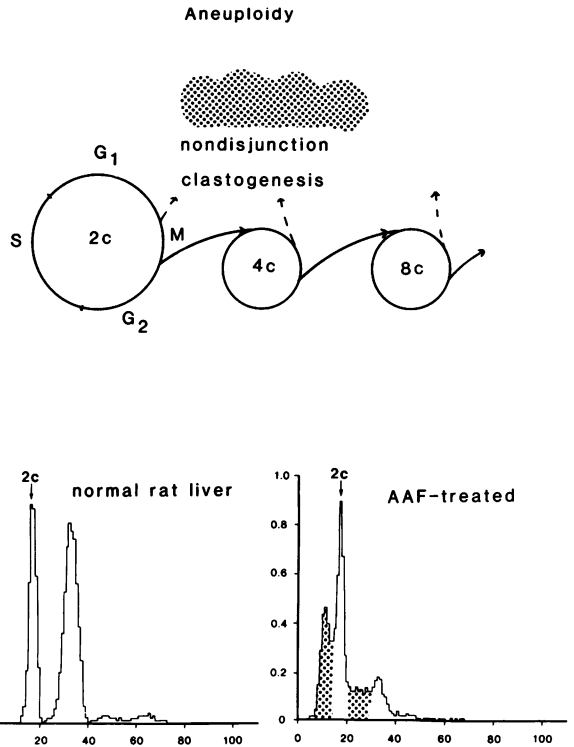 Aneuploidy
nondisjunction
clastogenesis
G1
S
2c
M
G2
4c
8c
2c
normal rat liver
20
40
60
80
100
2c
AAF-treated
1.0
0.8
0.6
0.4
0.2
0
0
20
40
60
80
100